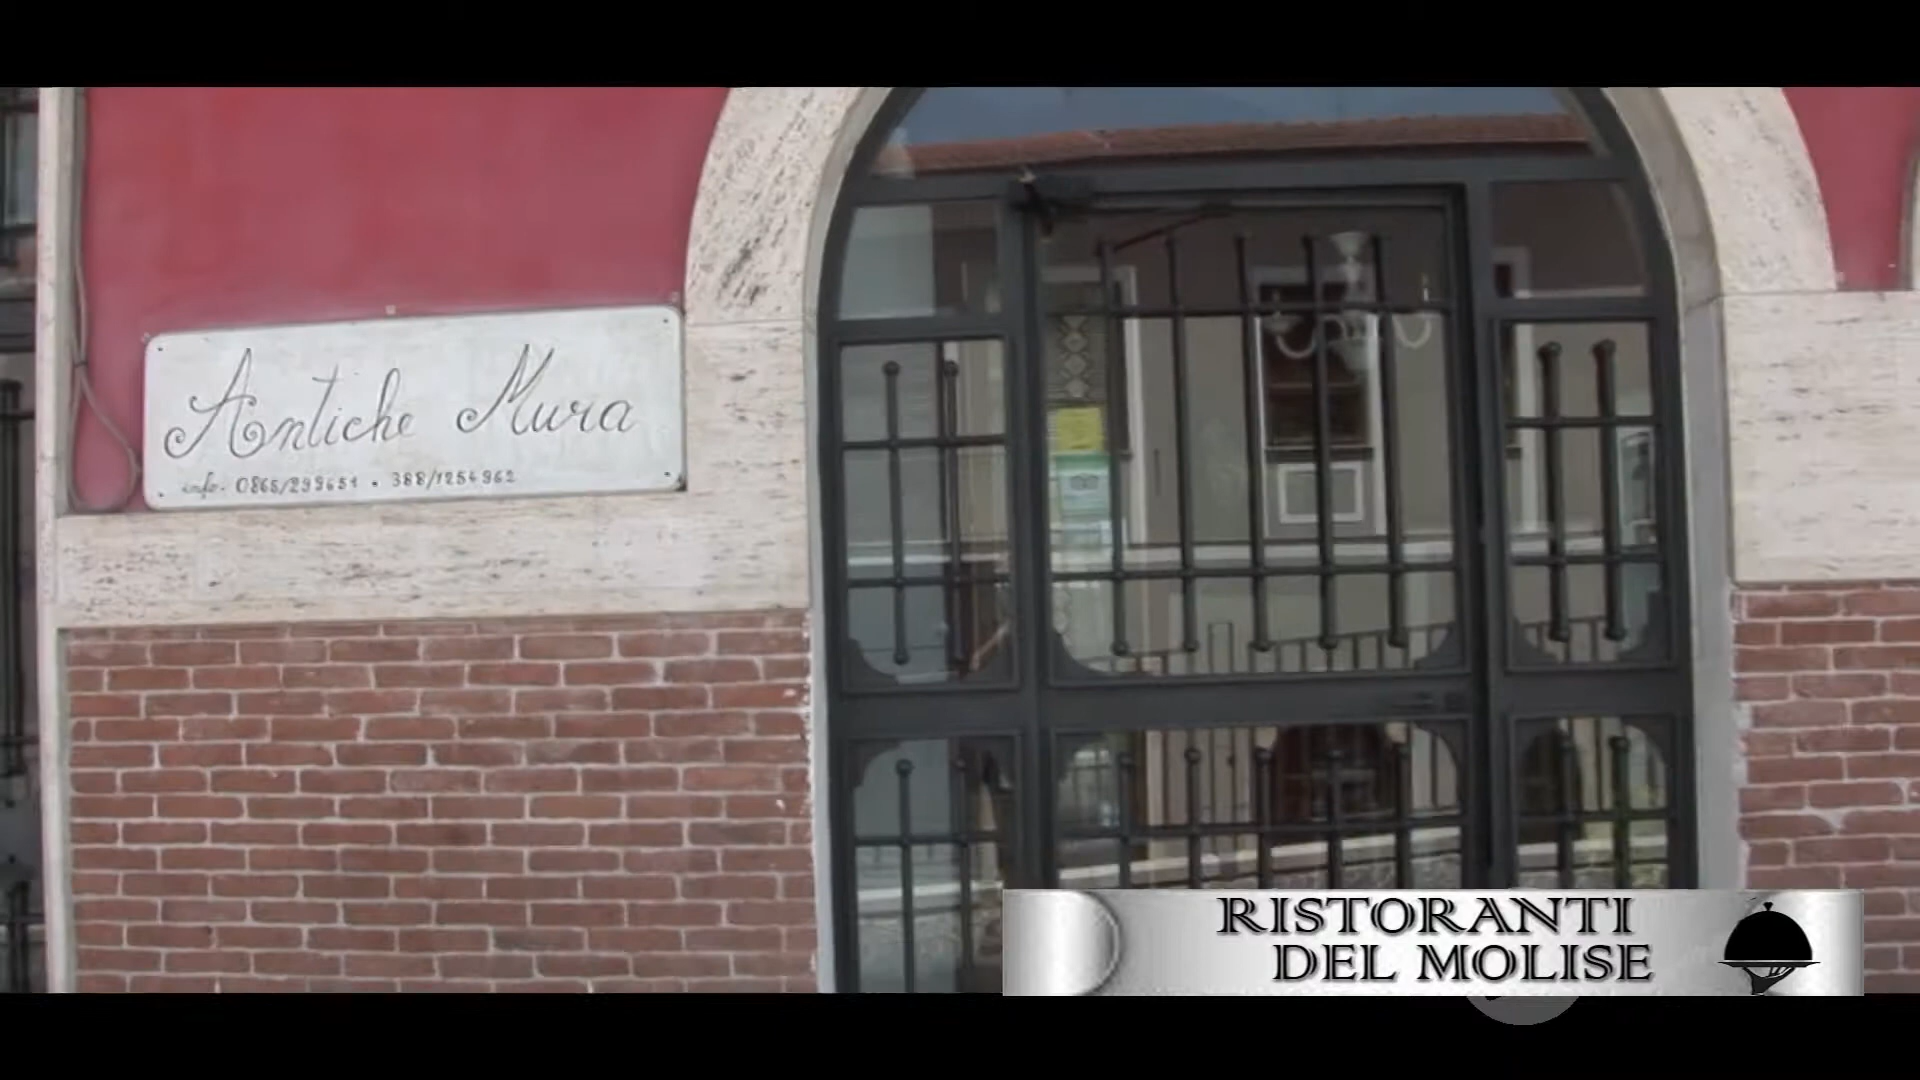 Antiche Mura
info. 0865/299651 • 388/1254962
RISTORANTI
DEL MOLISE